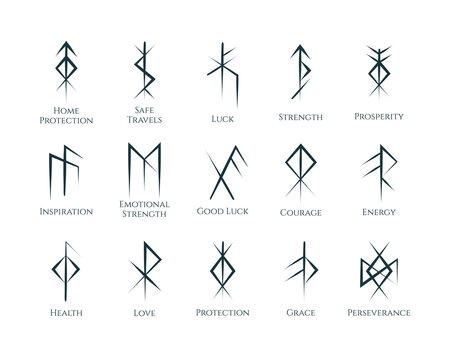 HOME
PROTECTION
SAFE
TRAVELS
LUCK
STRENGTH
PROSPERITY
INSPIRATION
EMOTIONAL
STRENGTH
GOOD LUCK
COURAGE
ENERGY
HEALTH
LOVE
PROTECTION
GRACE
PERSEVERANCE